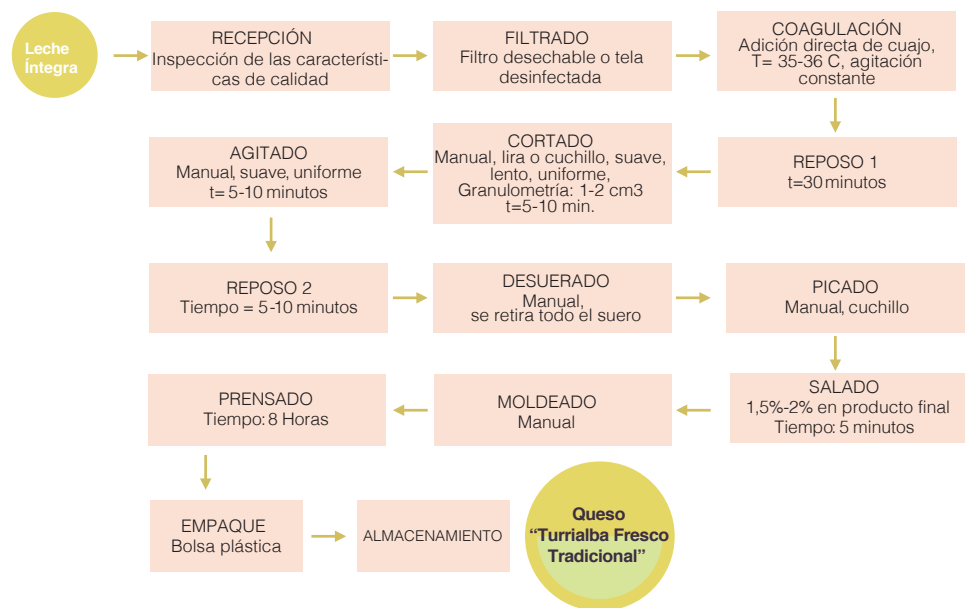 Leche
Íntegra
RECEPCIÓN
Inspección de las característi-
cas de calidad
FILTRADO
Filtro desechable o tela
desinfectada
COAGULACIÓN
Adición directa de cuajo,
T= 35-36 C, agitación
constante
REPOSO 1
t=30 minutos
CORTADO
Manual, lira o cuchillo, suave,
lento, uniforme,
Granulometría: 1-2 cm3
t=5-10 min.
AGITADO
Manual, suave, uniforme
t= 5-10 minutos
REPOSO 2
Tiempo = 5-10 minutos
DESUERADO
Manual,
se retira todo el suero
PICADO
Manual, cuchillo
SALADO
1,5%-2% en producto final
Tiempo: 5 minutos
MOLDEADO
Manual
PRENSADO
Tiempo: 8 Horas
EMPAQUE
Bolsa plástica
ALMACENAMIENTO
Queso
“Turrialba Fresco
Tradicional”